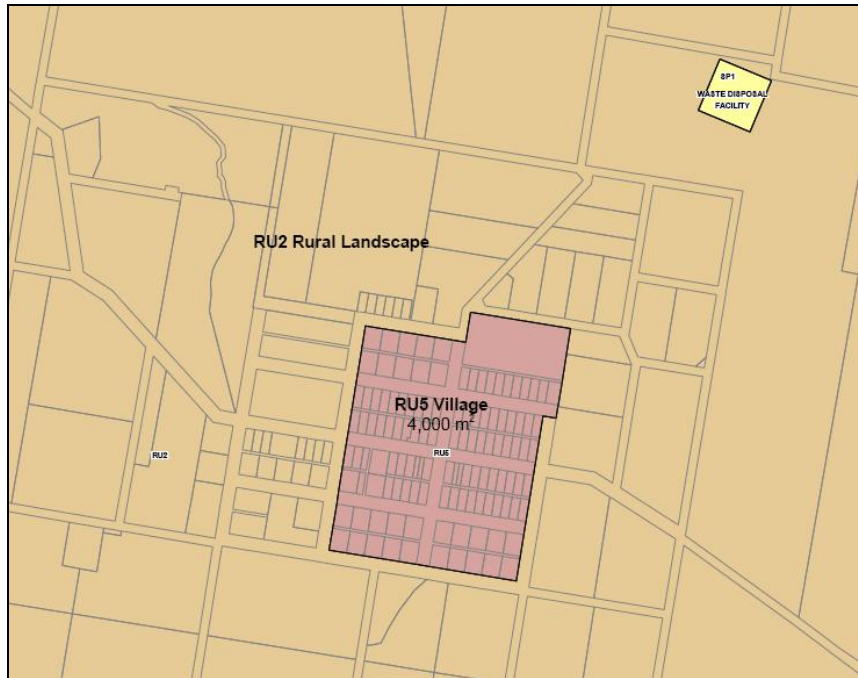 SP1
WASTE DISPOSAL
FACILITY
RU2 Rural Landscape
RU5 Village
4,000 m²
RU5
RU2